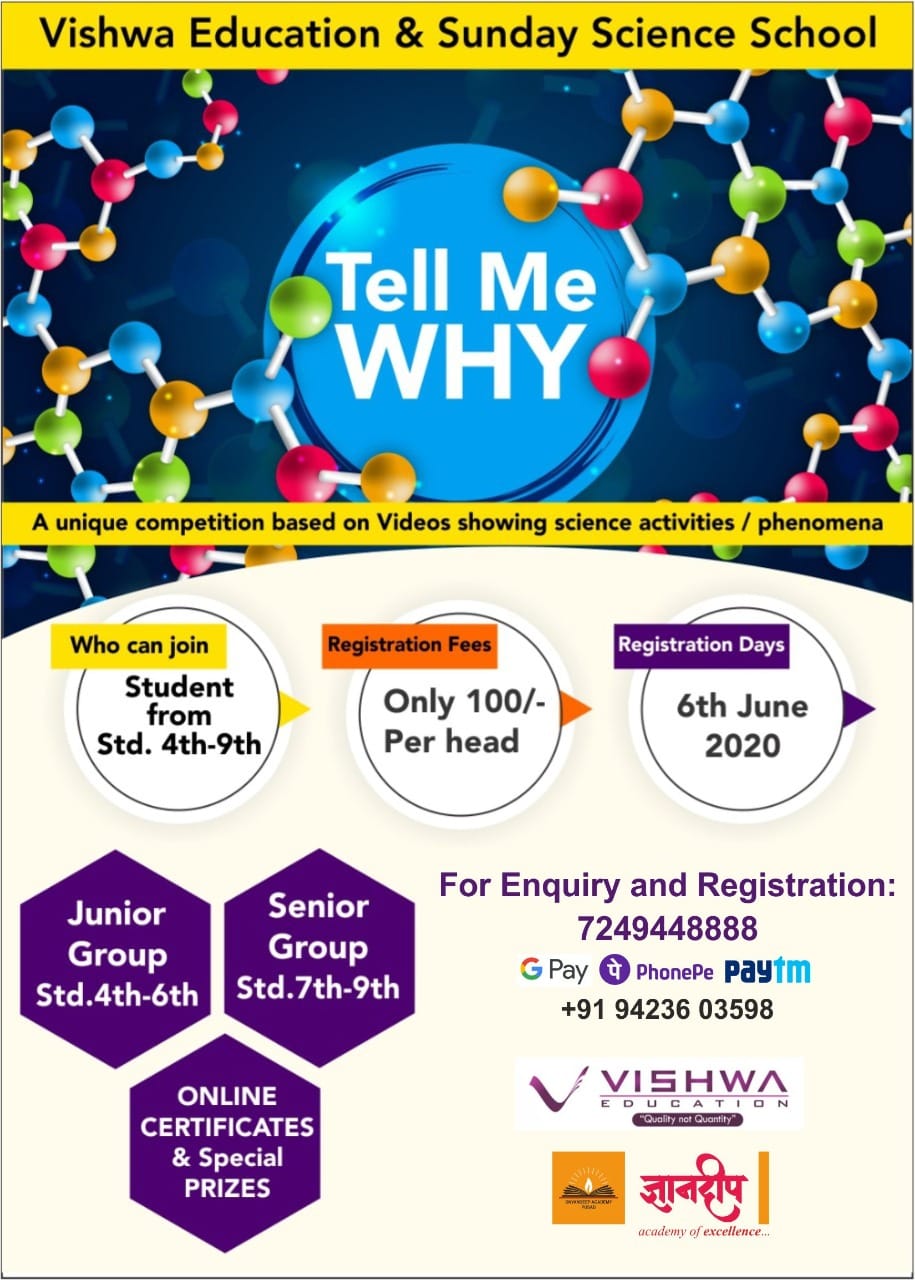 Vishwa Education & Sunday Science School
Tell Me
WHY
A unique competition based on Videos showing science activities / phenomena
Who can join
Student
from
Std. 4th-9th
Registration Fees
Only 100/-
Per head
Registration Days
6th June
2020
Junior
Group
Std.4th-6th
Senior
Group
Std.7th-9th
ONLINE
CERTIFICATES
& Special
PRIZES
For Enquiry and Registration:
7249448888
G Pay पे PhonePe paytm
+91 94236 03598
VISHWA
EDUCATION
"Quality not Quantity"
DNYANDEEP ACADEMY
PUSAD
ज्ञानदीप
academy of excellence...